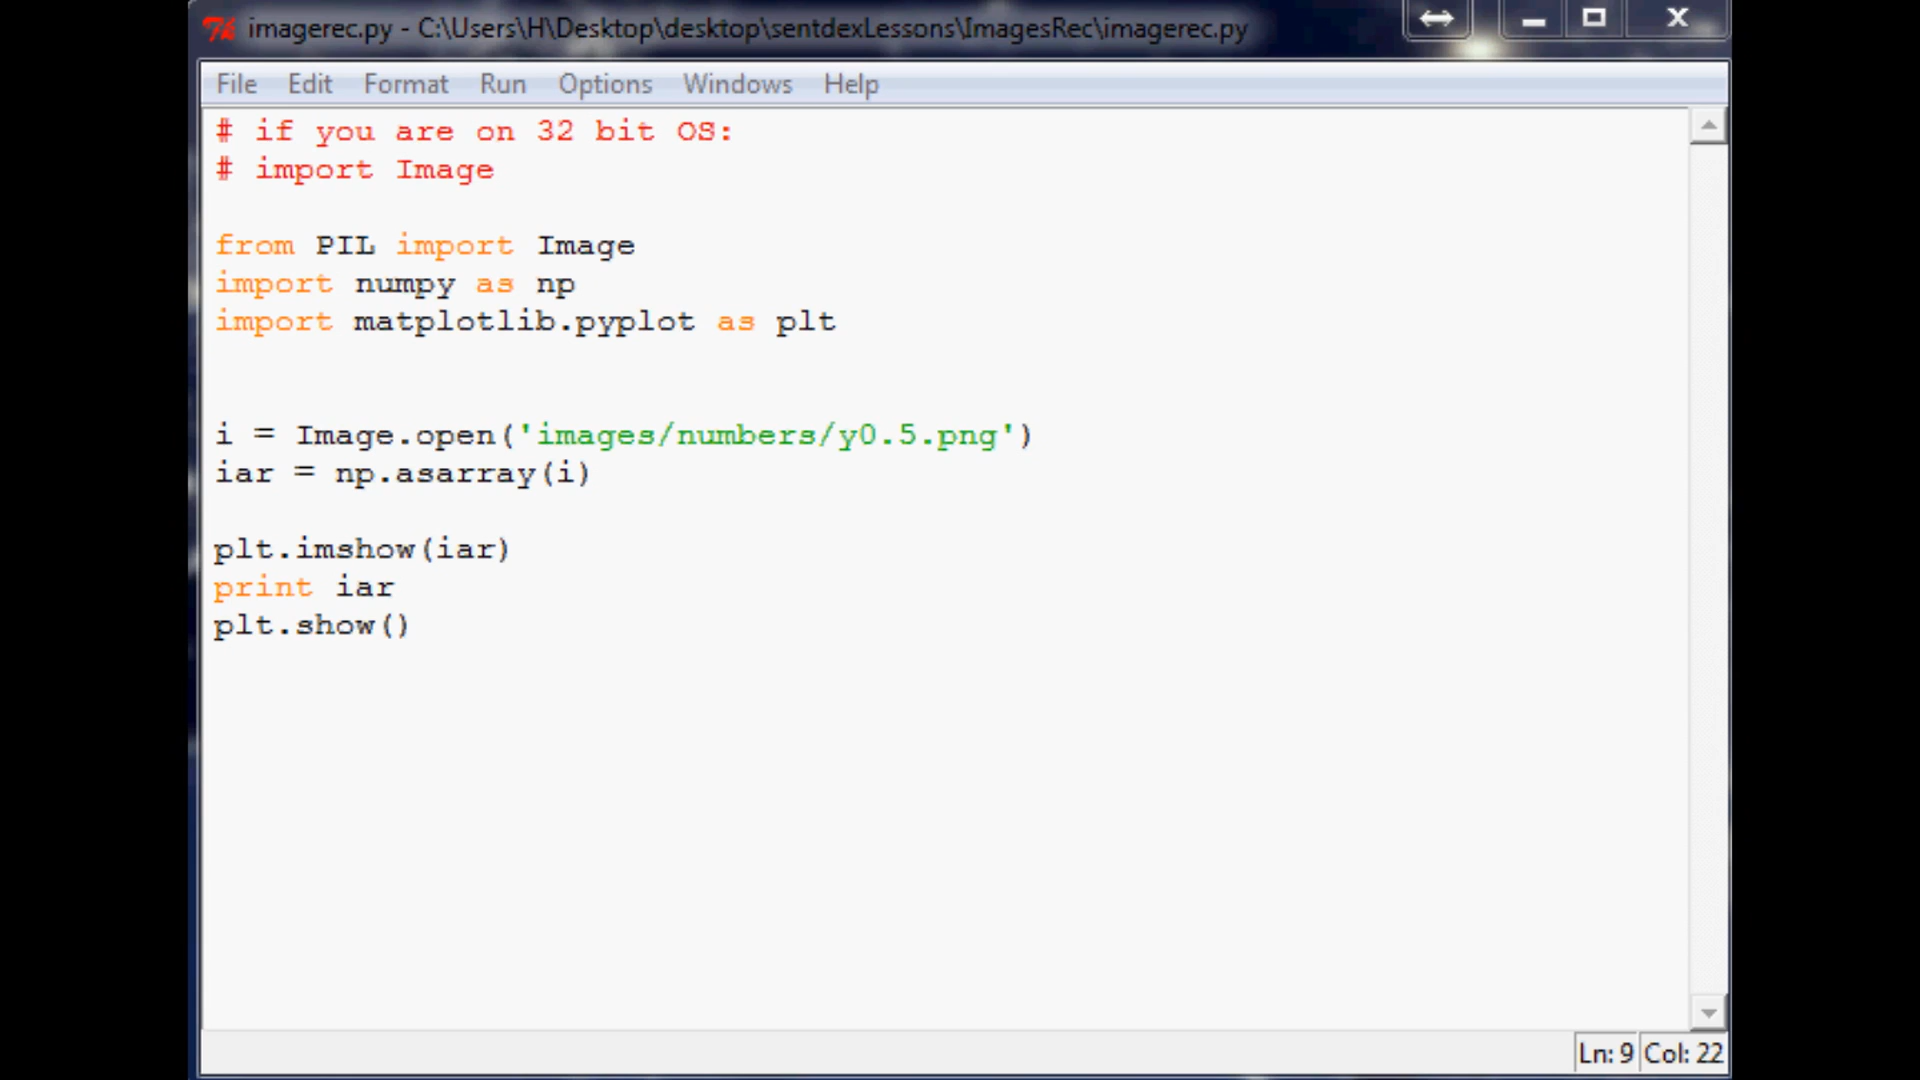 imagerec.py - C:\Users\H\Desktop\desktop\sentdexLessons\ImagesRec\imagerec.py
File Edit Format Run Options Windows Help
# if you are on 32 bit OS:
# import Image
from PIL import Image
import numpy as np
import matplotlib.pyplot as plt
i = Image.open('images/numbers/y0.5.png')
iar = np.asarray(i)
plt.imshow(iar)
print iar
plt.show()
Ln: 9 Col: 22